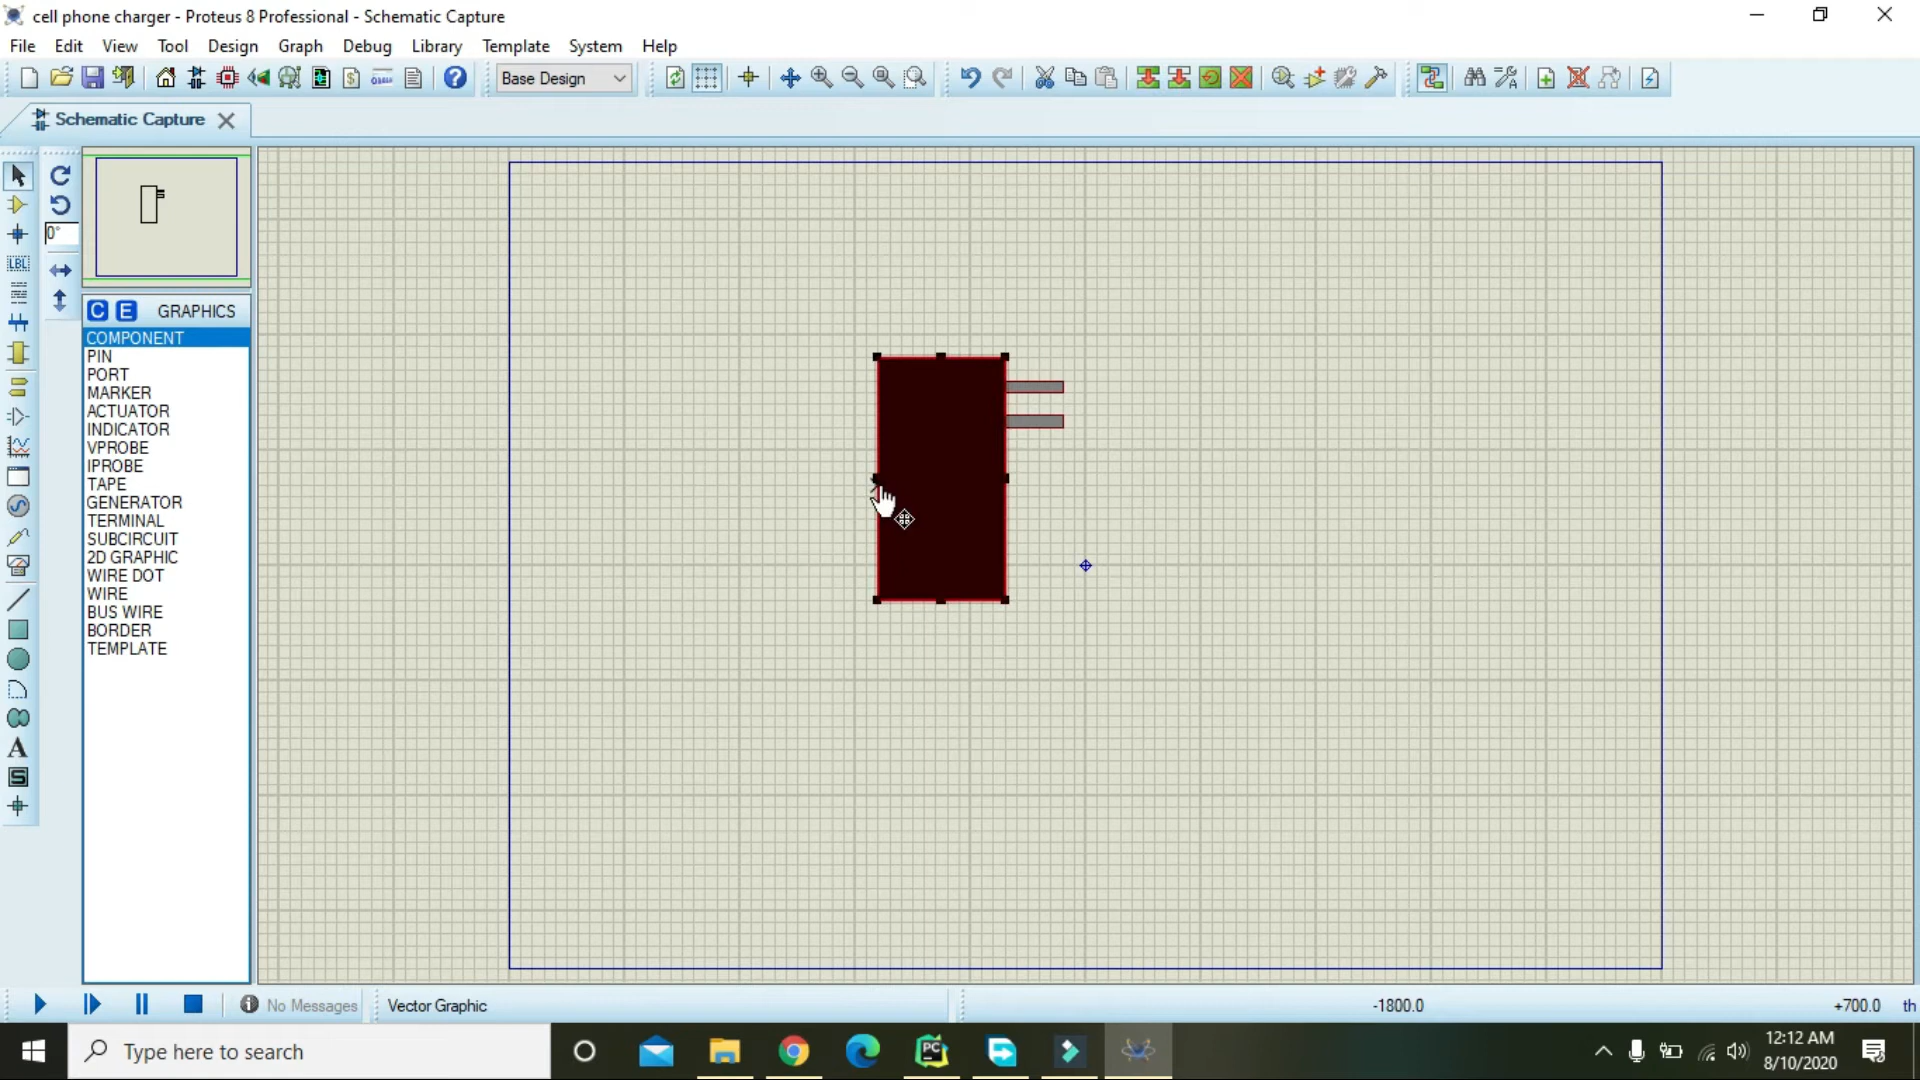 cell phone charger - Proteus 8 Professional - Schematic Capture
File Edit View Tool Design Graph Debug Library Template System Help
Base Design
Schematic Capture
LBL
0°
C E GRAPHICS
COMPONENT
PIN
PORT
MARKER
ACTUATOR
INDICATOR
VPROBE
IPROBE
TAPE
GENERATOR
TERMINAL
SUBCIRCUIT
2D GRAPHIC
WIRE DOT
WIRE
BUS WIRE
BORDER
TEMPLATE
A
S
No Messages Vector Graphic -1800.0 +700.0 th
Type here to search
PC
12:12 AM
8/10/2020